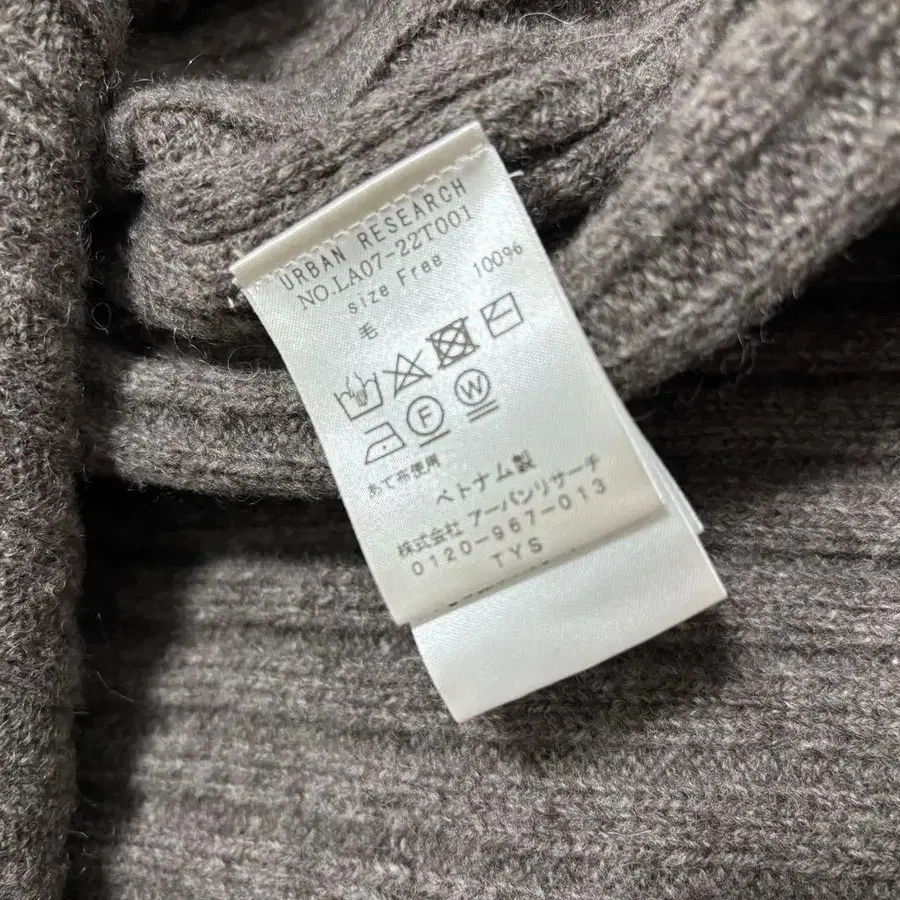 URBAN RESEARCH
NO.LA07-22T001
size Free
毛 100%
F W
あて布使用
ベトナム製
株式会社 アーバンリサーチ
0120-967-013
TYS